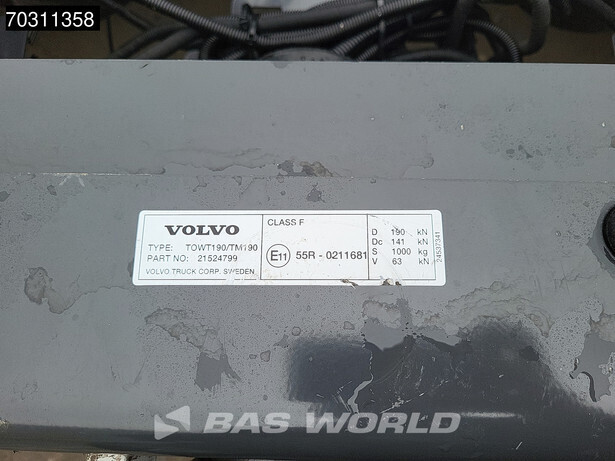 70311358
VOLVO
TYPE: TOWT190/TM190
PART NO: 21524799
VOLVO TRUCK CORP. SWEDEN
CLASS F
E11 55R - 0211681
D 190 kN
Dc 141 kN
S 1000 kg
V 63 kN
24537341
BAS WORLD